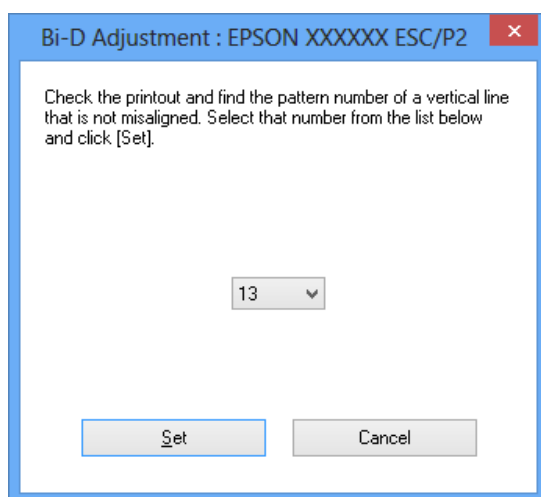 Bi-D Adjustment : EPSON XXXXXX ESC/P2
Check the printout and find the pattern number of a vertical line
that is not misaligned. Select that number from the list below
and click [Set].
13
Set
Cancel